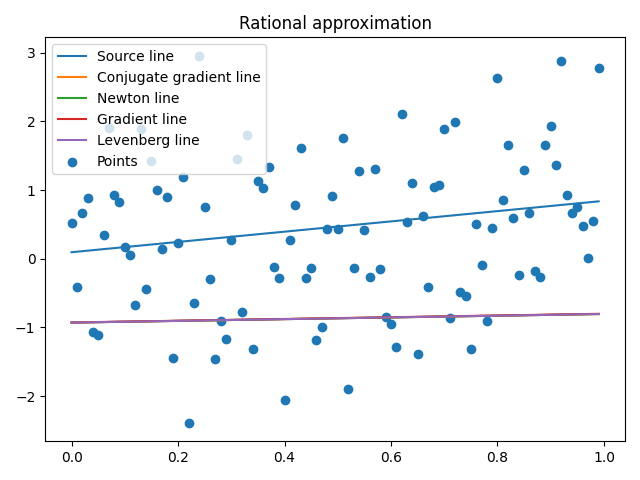 Rational approximation
Source line
Conjugate gradient line
Newton line
Gradient line
Levenberg line
Points
3
2
1
0
−1
−2
0.0 0.2 0.4 0.6 0.8 1.0